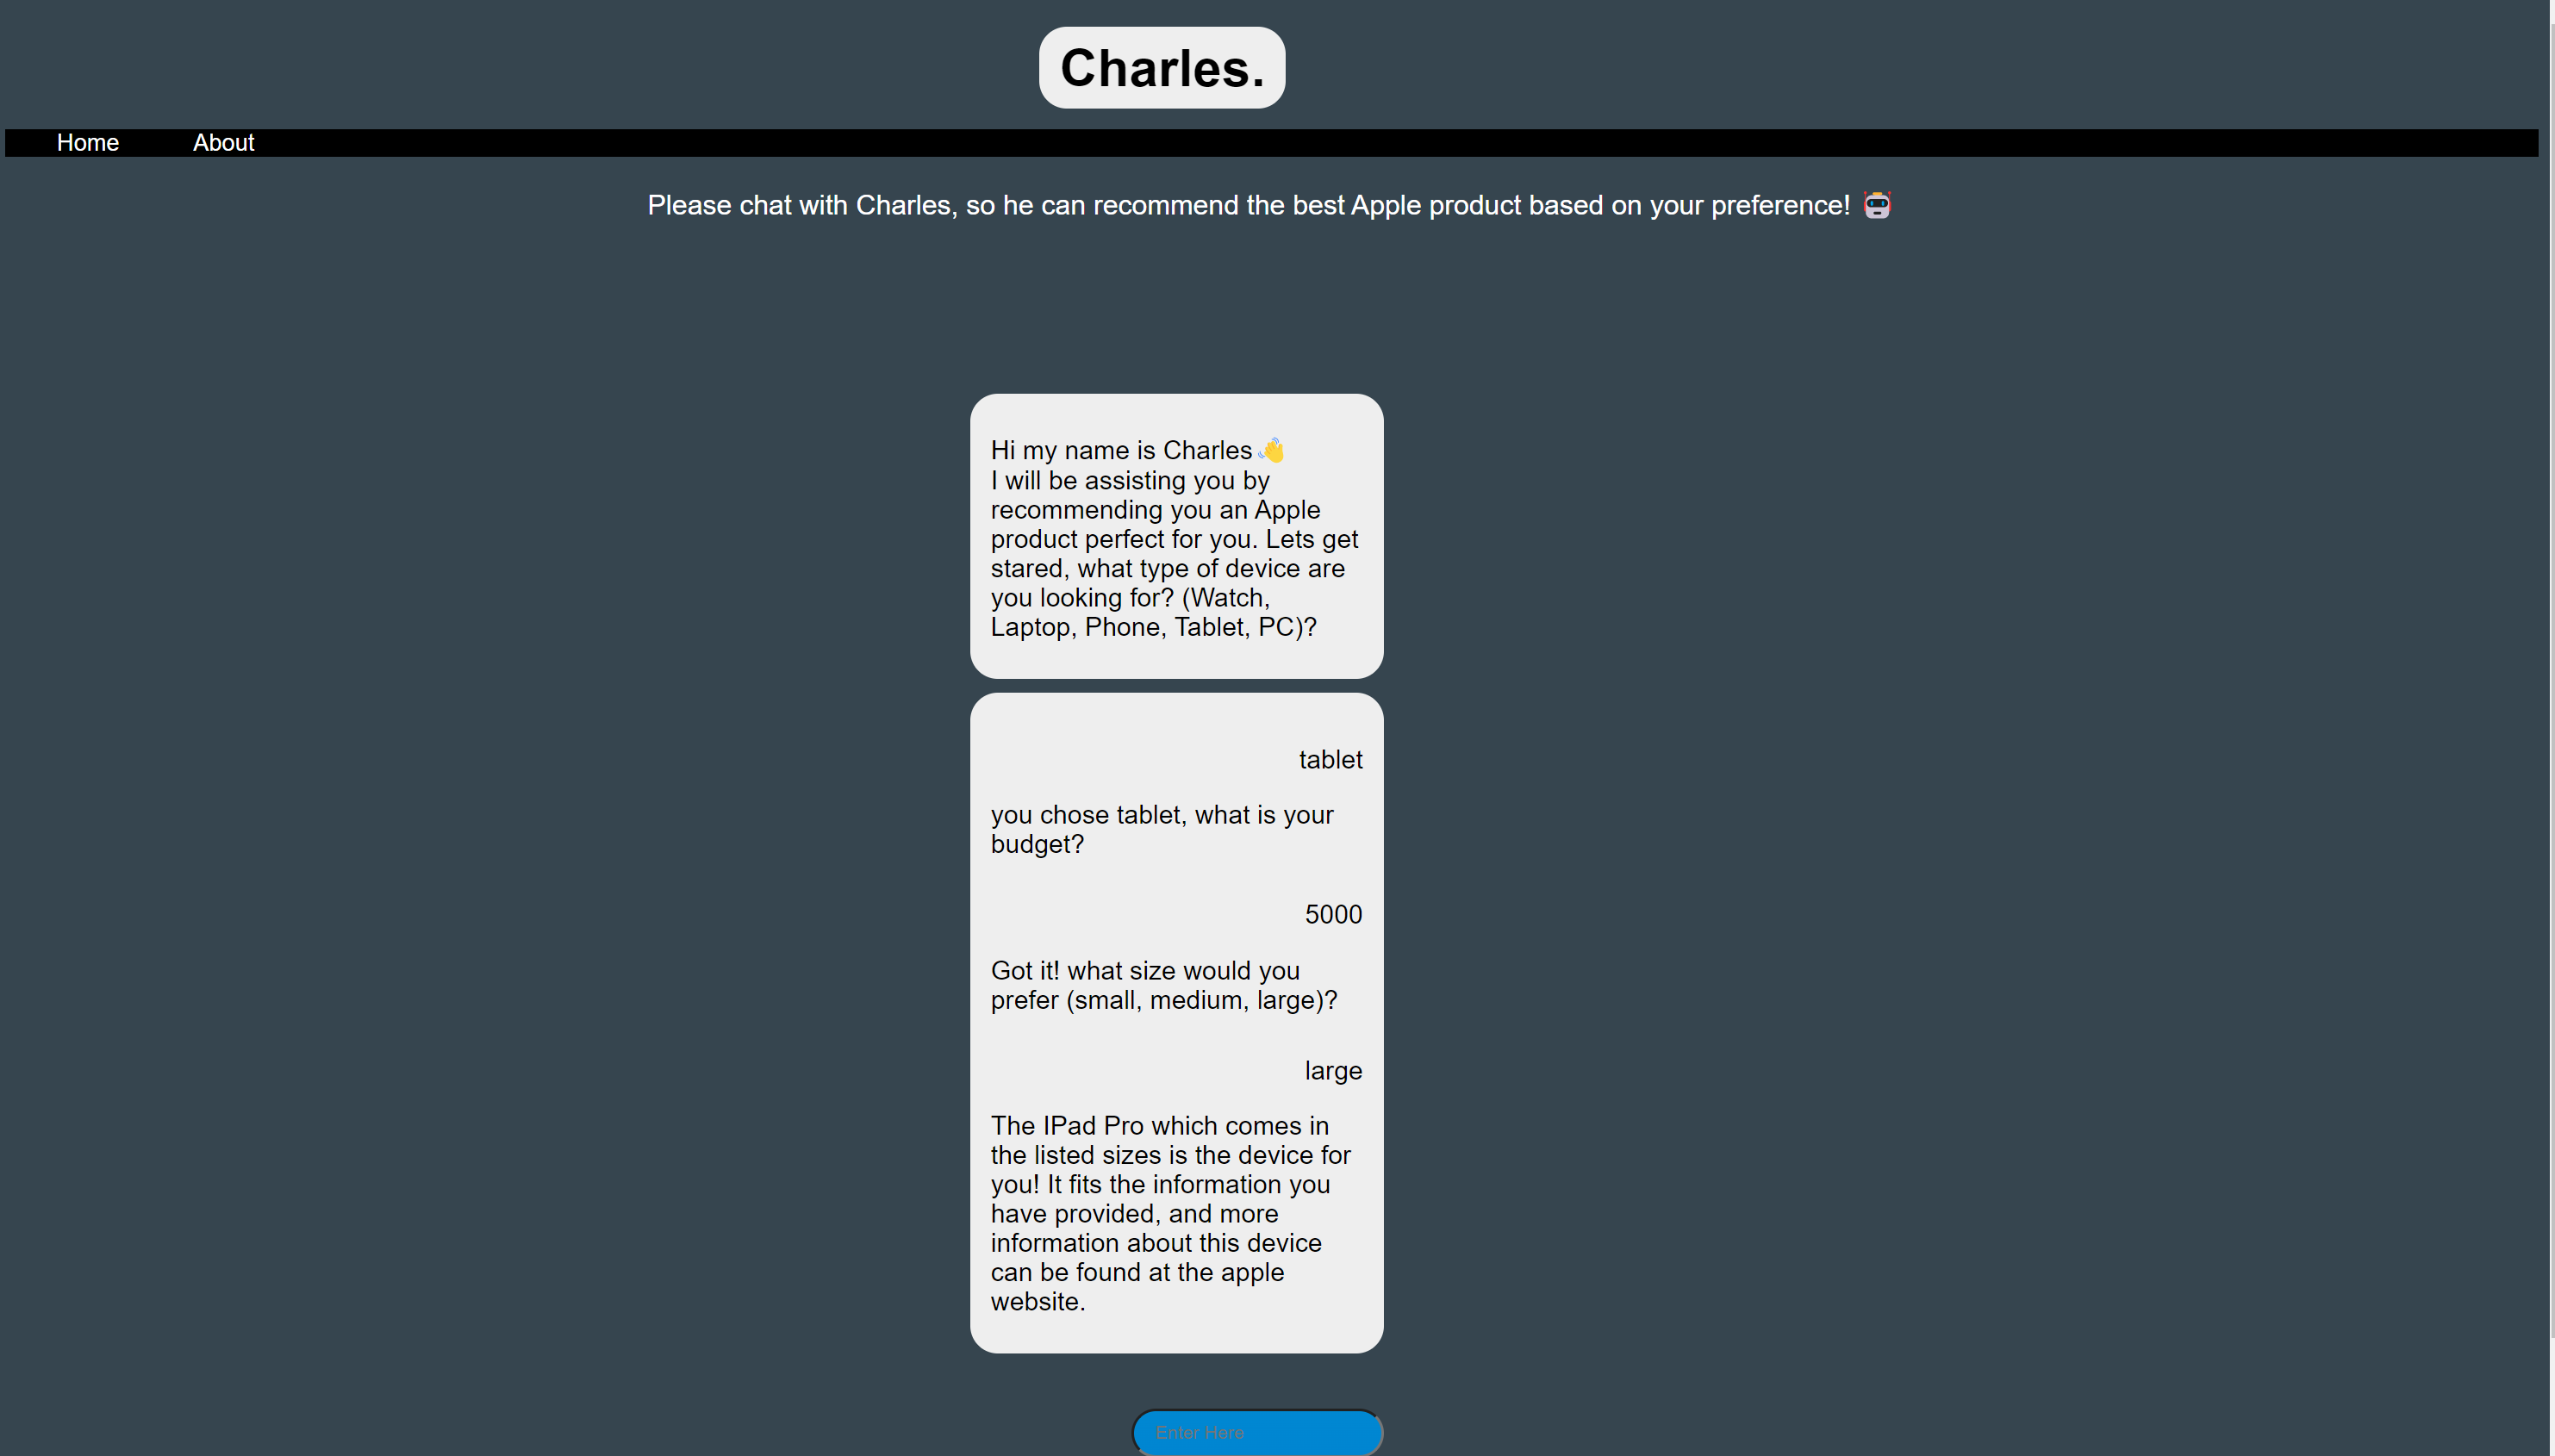 Charles.
Home About
Please chat with Charles, so he can recommend the best Apple product based on your preference! 🤖
Hi my name is Charles 👋
I will be assisting you by
recommending you an Apple
product perfect for you. Lets get
stared, what type of device are
you looking for? (Watch,
Laptop, Phone, Tablet, PC)?
tablet
you chose tablet, what is your
budget?
5000
Got it! what size would you
prefer (small, medium, large)?
large
The IPad Pro which comes in
the listed sizes is the device for
you! It fits the information you
have provided, and more
information about this device
can be found at the apple
website.
Enter Here